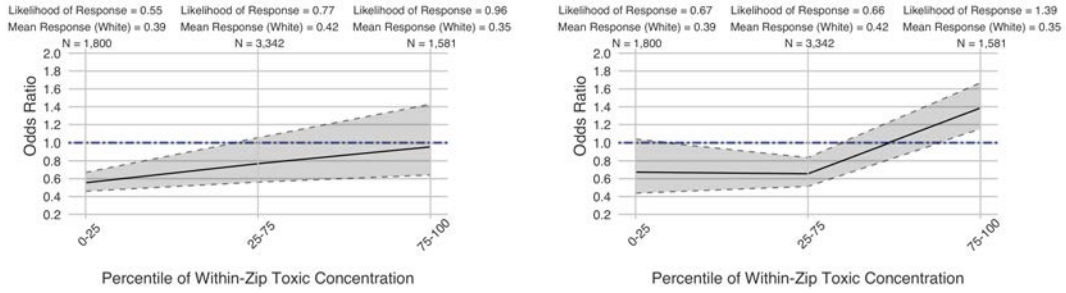 Likelihood of Response = 0.55 Likelihood of Response = 0.77 Likelihood of Response = 0.96
Mean Response (White) = 0.39 Mean Response (White) = 0.42 Mean Response (White) = 0.35
N = 1,800 N = 3,342 N = 1,581
2.0
1.8
1.6
1.4
1.2
1.0
0.8
0.6
0.4
0.2
Odds Ratio
0-25 25-75 75-100
Percentile of Within-Zip Toxic Concentration
Likelihood of Response = 0.67 Likelihood of Response = 0.66 Likelihood of Response = 1.39
Mean Response (White) = 0.39 Mean Response (White) = 0.42 Mean Response (White) = 0.35
N = 1,800 N = 3,342 N = 1,581
2.0
1.8
1.6
1.4
1.2
1.0
0.8
0.6
0.4
0.2
Odds Ratio
0-25 25-75 75-100
Percentile of Within-Zip Toxic Concentration